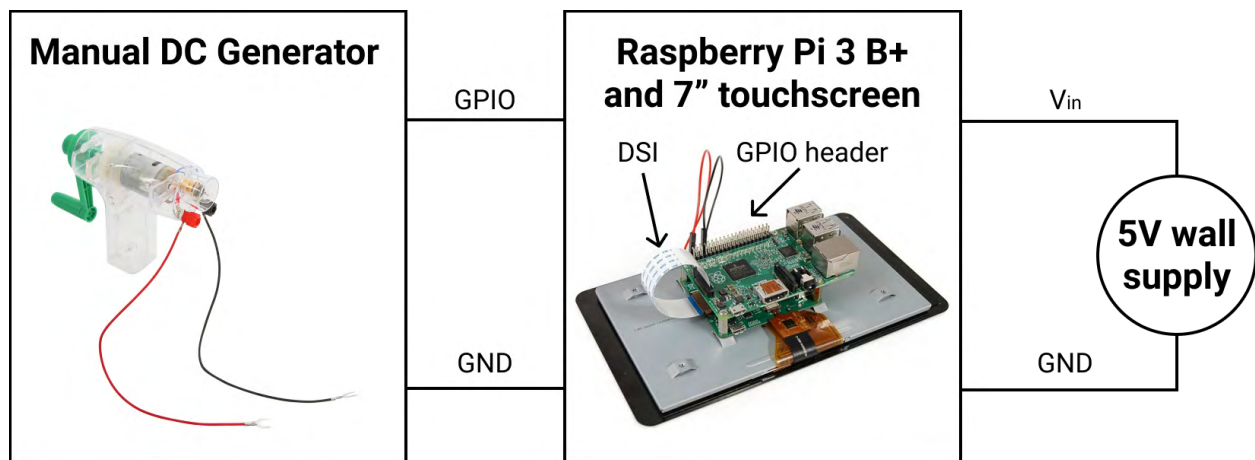 Manual DC Generator
GPIO
GND
Raspberry Pi 3 B+
and 7” touchscreen
DSI
GPIO header
Vin
5V wall
supply
GND